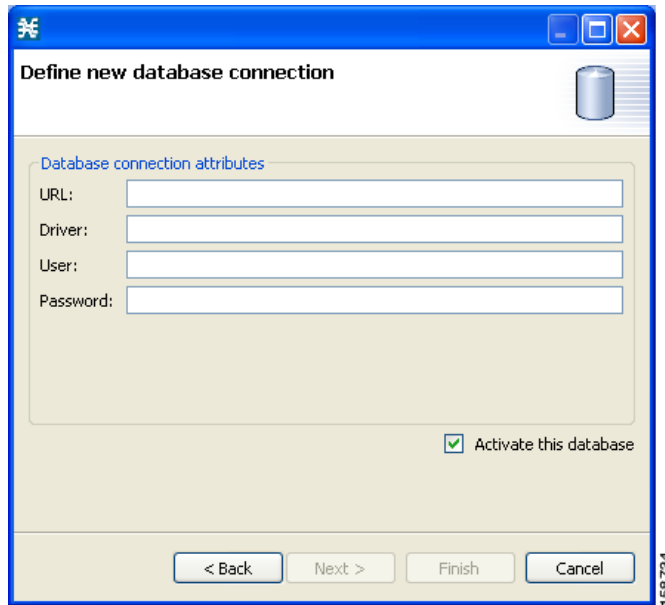 Define new database connection
Database connection attributes
URL:
Driver:
User:
Password:
Activate this database
< Back Next > Finish Cancel